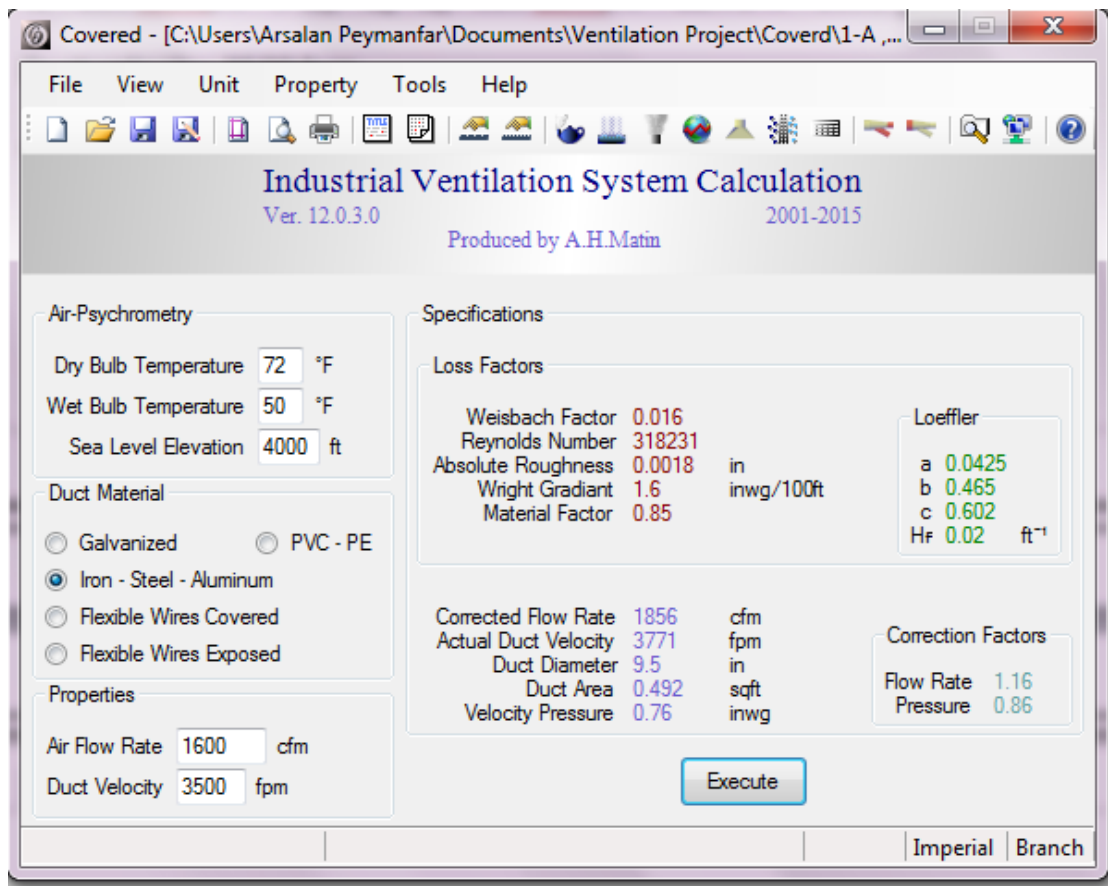 Covered - [C:\Users\Arsalan Peymanfar\Documents\Ventilation Project\Coverd\1-A ,...
File View Unit Property Tools Help
Industrial Ventilation System Calculation
Ver. 12.0.3.0 2001-2015
Produced by A.H.Matin
Air-Psychrometry
Dry Bulb Temperature 72 °F
Wet Bulb Temperature 50 °F
Sea Level Elevation 4000 ft
Duct Material
Galvanized PVC - PE
Iron - Steel - Aluminum
Flexible Wires Covered
Flexible Wires Exposed
Properties
Air Flow Rate 1600 cfm
Duct Velocity 3500 fpm
Specifications
Loss Factors
Weisbach Factor 0.016
Reynolds Number 318231
Absolute Roughness 0.0018 in
Wright Gradiant 1.6 inwg/100ft
Material Factor 0.85
Loeffler
a 0.0425
b 0.465
c 0.602
HF 0.02 ft⁻¹
Corrected Flow Rate 1856 cfm
Actual Duct Velocity 3771 fpm
Duct Diameter 9.5 in
Duct Area 0.492 sqft
Velocity Pressure 0.76 inwg
Correction Factors
Flow Rate 1.16
Pressure 0.86
Execute
Imperial Branch